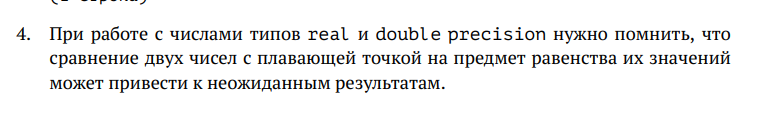 4. При работе с числами типов real и double precision нужно помнить, что
сравнение двух чисел с плавающей точкой на предмет равенства их значений
может привести к неожиданным результатам.